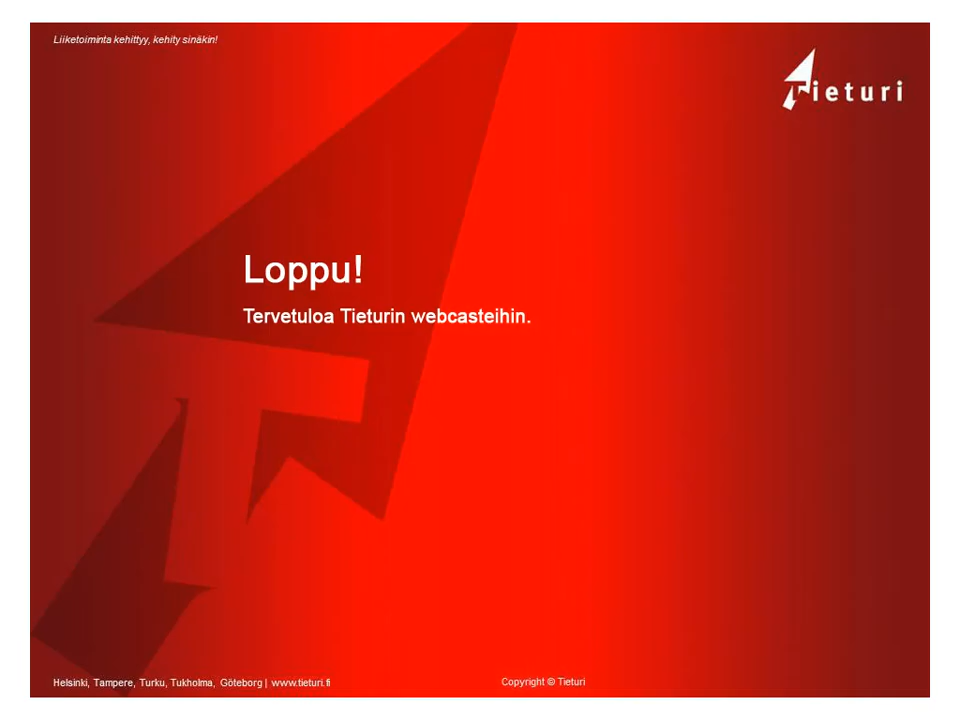 Liiketoiminta kehittyy, kehity sinäkin!
Tieturi
Loppu!
Tervetuloa Tieturin webcasteihin.
Helsinki, Tampere, Turku, Tukholma, Göteborg | www.tieturi.fi
Copyright © Tieturi